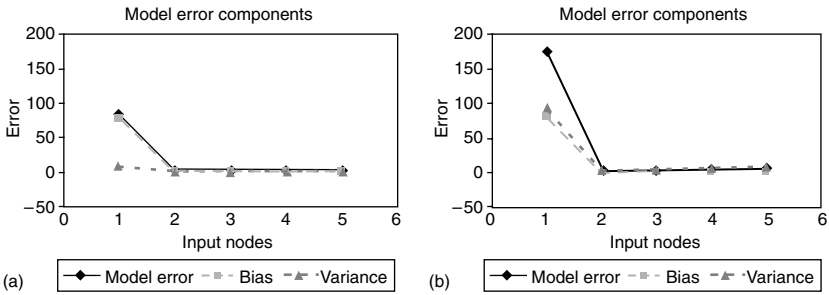 Model error components
200
150
100
50
0
−50
Error
0 1 2 3 4 5 6
Input nodes
(a)
Model error Bias Variance
Model error components
200
150
100
50
0
−50
Error
0 1 2 3 4 5 6
Input nodes
(b)
Model error Bias Variance